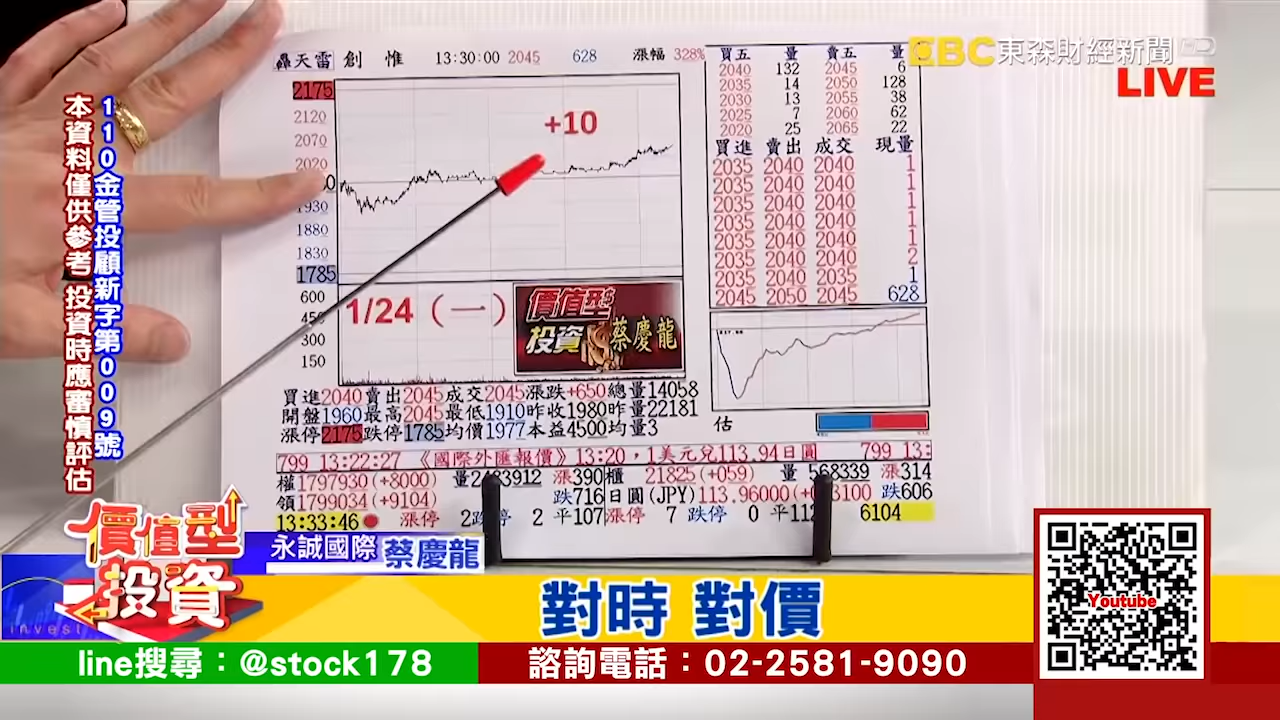 EBC 東森財經新聞
LIVE
110金管投顧新字第009號
本資料僅供參考 投資時應審慎評估
轟天雷 創 惟 13:30:00 2045 628 漲幅 328%
2175
2120
2070
2020
1930
1880
1830
1785
600
300
150
+10
1/24 (一)
價值型
投資
蔡慶龍
買五 量 賣五 量
2040 132 2045 6
2035 14 2050 128
2030 13 2055 38
2025 7 2060 62
2020 25 2065 22
買進 賣出 成交 現量
2035 2040 2040 1
2035 2040 2040 1
2035 2040 2040 1
2035 2040 2040 1
2035 2040 2040 1
2035 2040 2040 2
2035 2040 2035 1
2045 2050 2045 628
買進2040賣出2045成交2045漲跌+650總量14058
開盤1960最高2045最低1910昨收1980昨量22181
漲停2175跌停1785均價1977本益4500均量3
估
799 13:22:27 《國際外匯報價》13:20，1美元兌113.94日圓 799 13:
權1797930(+8000) 量 漲390櫃 21825(+059) 量 568339 漲314
領1799034(+9104) 跌716日圓(JPY)113.96000 跌606
13:33:46 漲停 2跌停 2 平107漲停 7 跌停 0 平 6104
價值型
投資
invest
永誠國際 蔡慶龍
對時 對價
Youtube
line搜尋：@stock178
諮詢電話：02-2581-9090